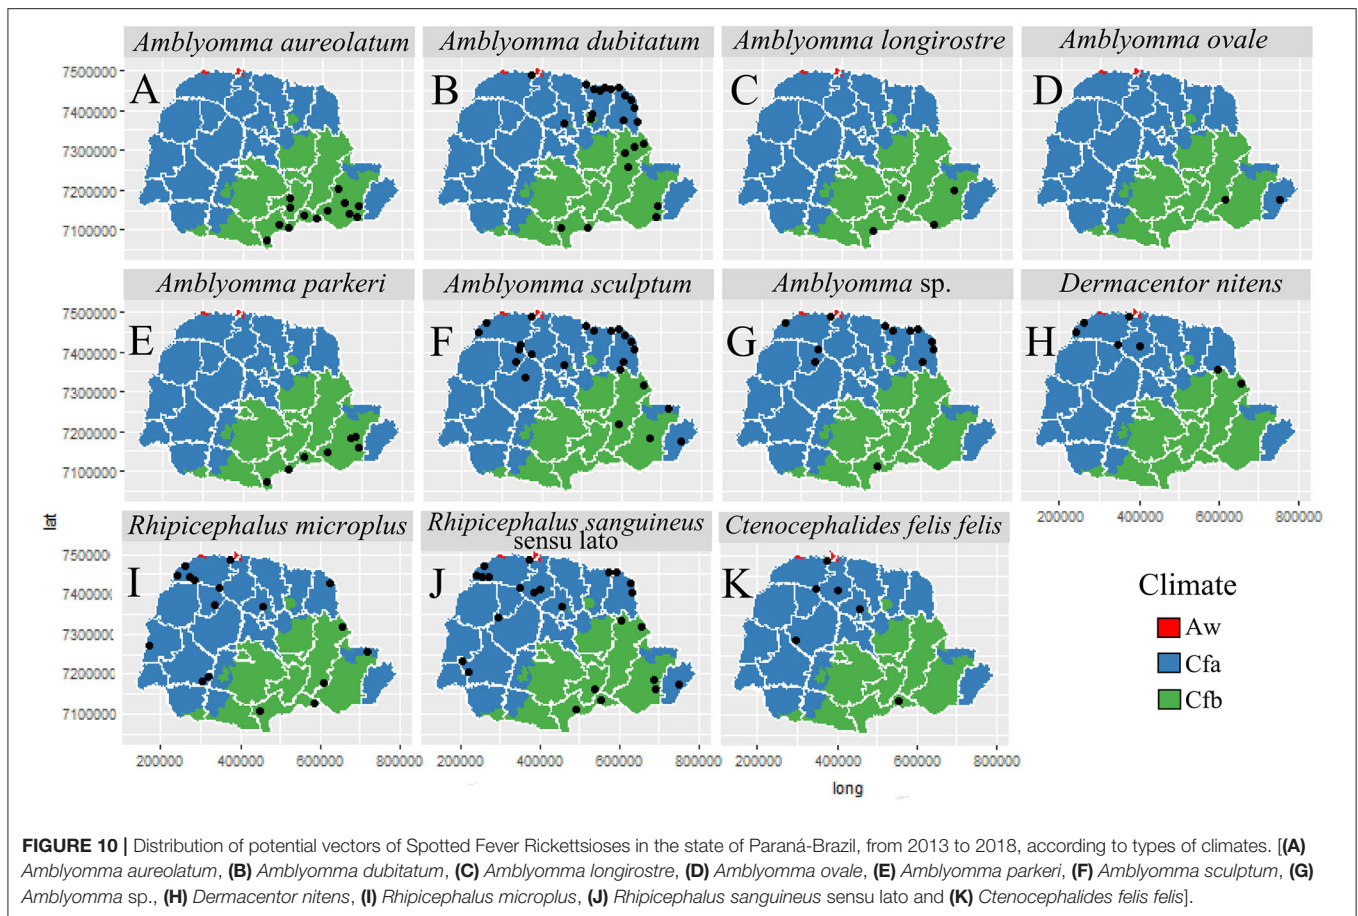 Amblyomma aureolatum
Amblyomma dubitatum
Amblyomma longirostre
Amblyomma ovale
7500000
7400000
7300000
7200000
7100000
A
B
C
D
Amblyomma parkeri
Amblyomma sculptum
Amblyomma sp.
Dermacentor nitens
7500000
7400000
7300000
7200000
7100000
E
F
G
H
200000 400000 600000 800000
lat
Rhipicephalus microplus
Rhipicephalus sanguineus
sensu lato
Ctenocephalides felis felis
750000
740000
730000
720000
710000
I
J
K
200000 400000 600000 800000
200000 400000 600000 800000
200000 400000 600000 800000
long
Climate
Aw
Cfa
Cfb
FIGURE 10 | Distribution of potential vectors of Spotted Fever Rickettsioses in the state of Paraná-Brazil, from 2013 to 2018, according to types of climates. [(A)
Amblyomma aureolatum, (B) Amblyomma dubitatum, (C) Amblyomma longirostre, (D) Amblyomma ovale, (E) Amblyomma parkeri, (F) Amblyomma sculptum, (G)
Amblyomma sp., (H) Dermacentor nitens, (I) Rhipicephalus microplus, (J) Rhipicephalus sanguineus sensu lato and (K) Ctenocephalides felis felis].